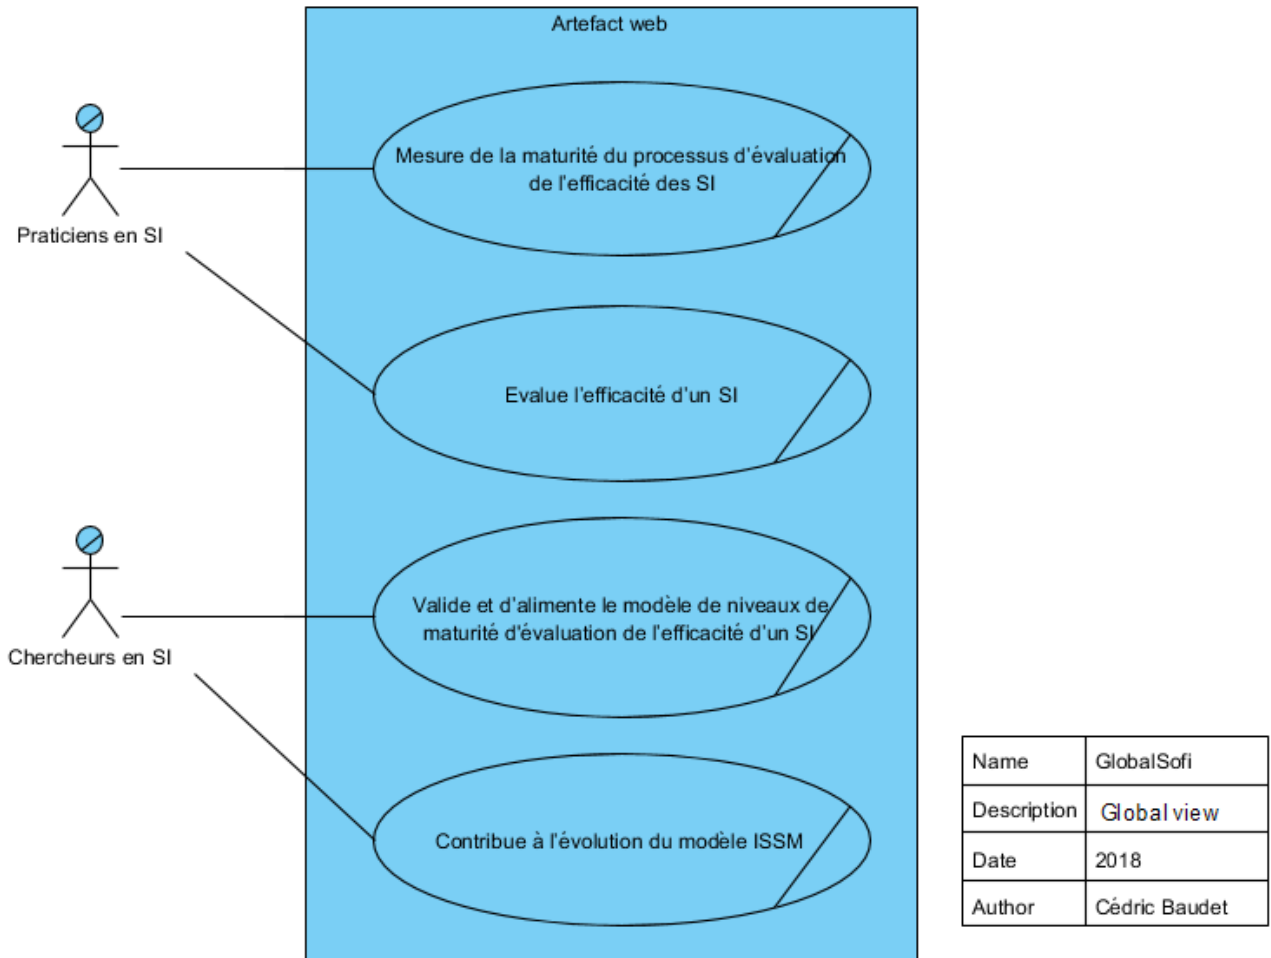 Artefact web
Mesure de la maturité du processus d'évaluation
de l'efficacité des SI
Praticiens en SI
Evalue l'efficacité d'un SI
Valide et d'alimente le modèle de niveaux de
maturité d'évaluation de l'efficacité d'un SI
Chercheurs en SI
Contribue à l'évolution du modèle ISSM
Name GlobalSofi
Description Global view
Date 2018
Author Cédric Baudet